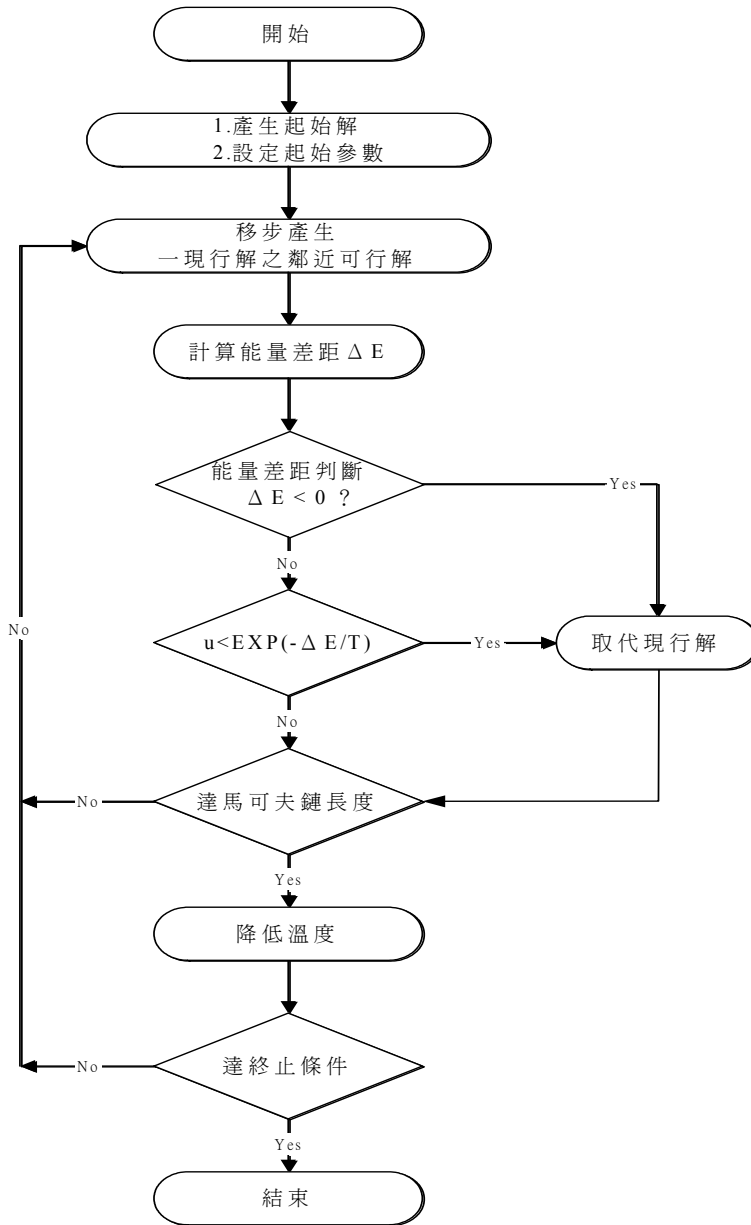 開始
1.產生起始解
2.設定起始參數
移步產生
一現行解之鄰近可行解
計算能量差距ΔE
能量差距判斷
ΔE<0 ?
Yes
No
u<EXP(-ΔE/T)
Yes
取代現行解
No
No
達馬可夫鏈長度
No
Yes
降低溫度
達終止條件
No
Yes
結束